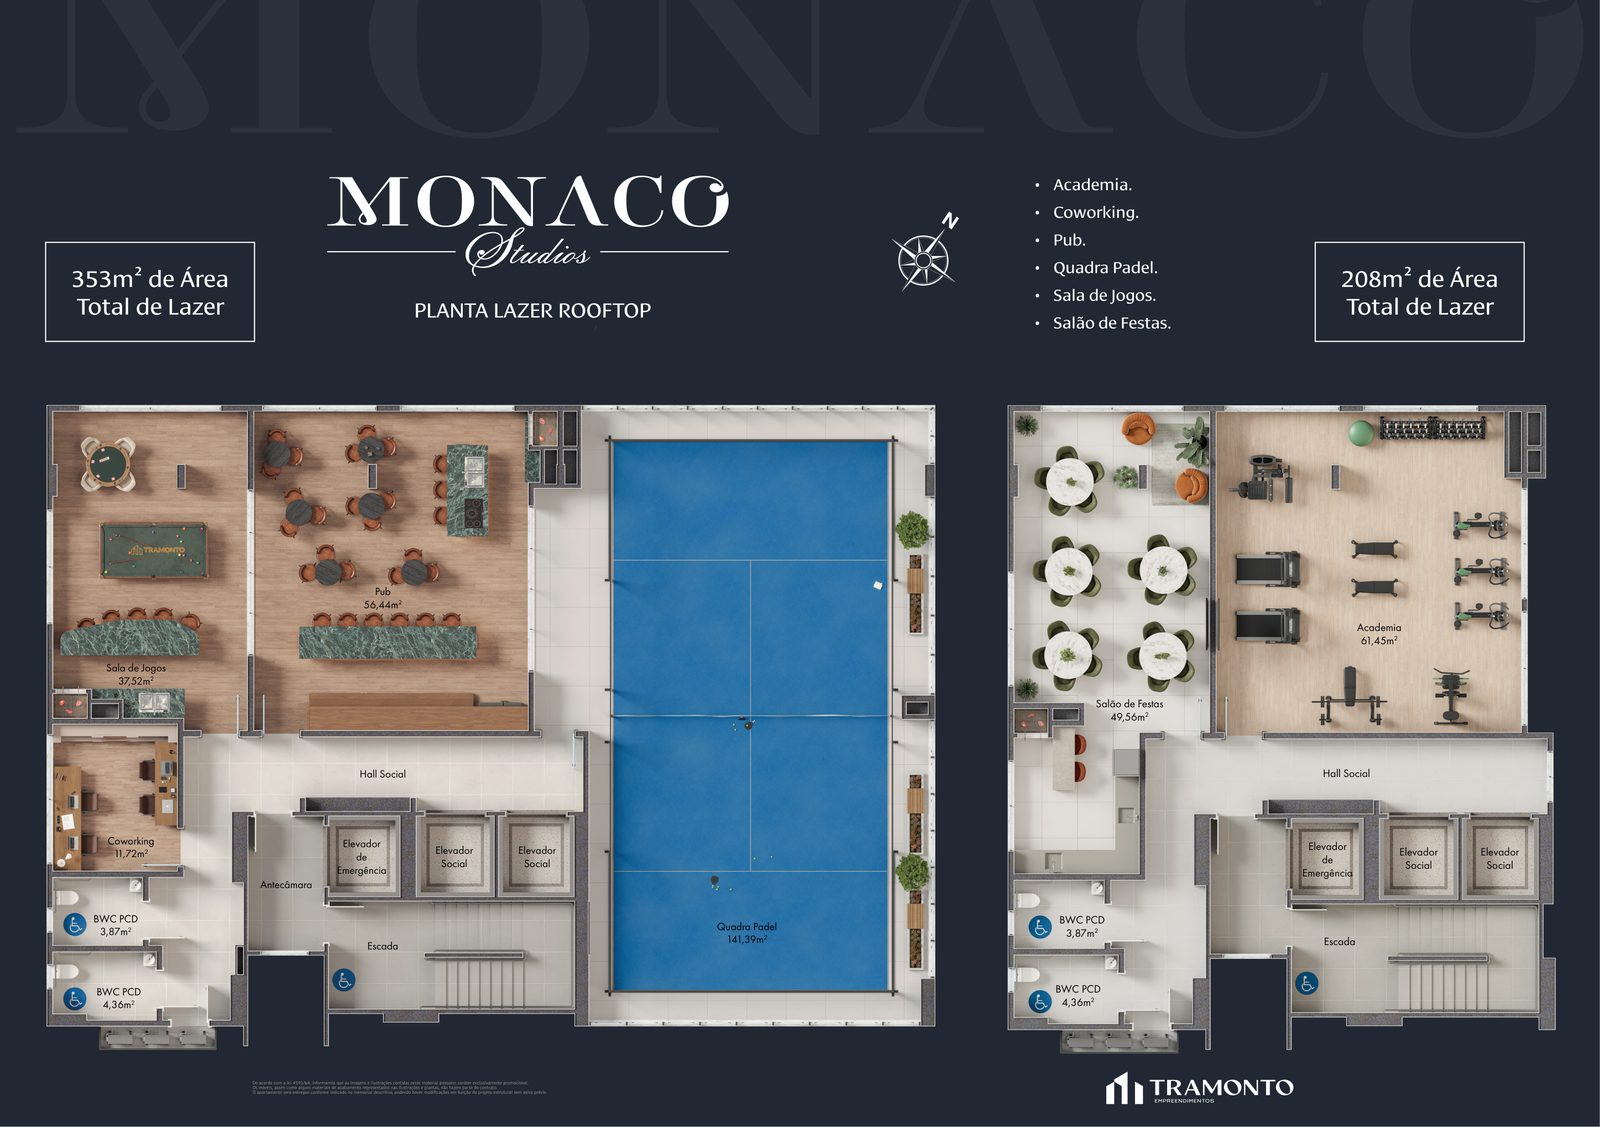 MONACO
MONACO
Studios
PLANTA LAZER ROOFTOP
353m² de Área
Total de Lazer
N
• Academia.
• Coworking.
• Pub.
• Quadra Padel.
• Sala de Jogos.
• Salão de Festas.
208m² de Área
Total de Lazer
TRAMONTO
Pub
56,44m²
Sala de Jogos
37,52m²
Hall Social
Coworking
11,72m²
Elevador
de
Emergência
Elevador
Social
Elevador
Social
Antecâmara
BWC PCD
3,87m²
Escada
BWC PCD
4,36m²
Quadra Padel
141,39m²
Academia
61,45m²
Salão de Festas
49,56m²
Hall Social
Elevador
de
Emergência
Elevador
Social
Elevador
Social
BWC PCD
3,87m²
Escada
BWC PCD
4,36m²
TRAMONTO
EMPREENDIMENTOS